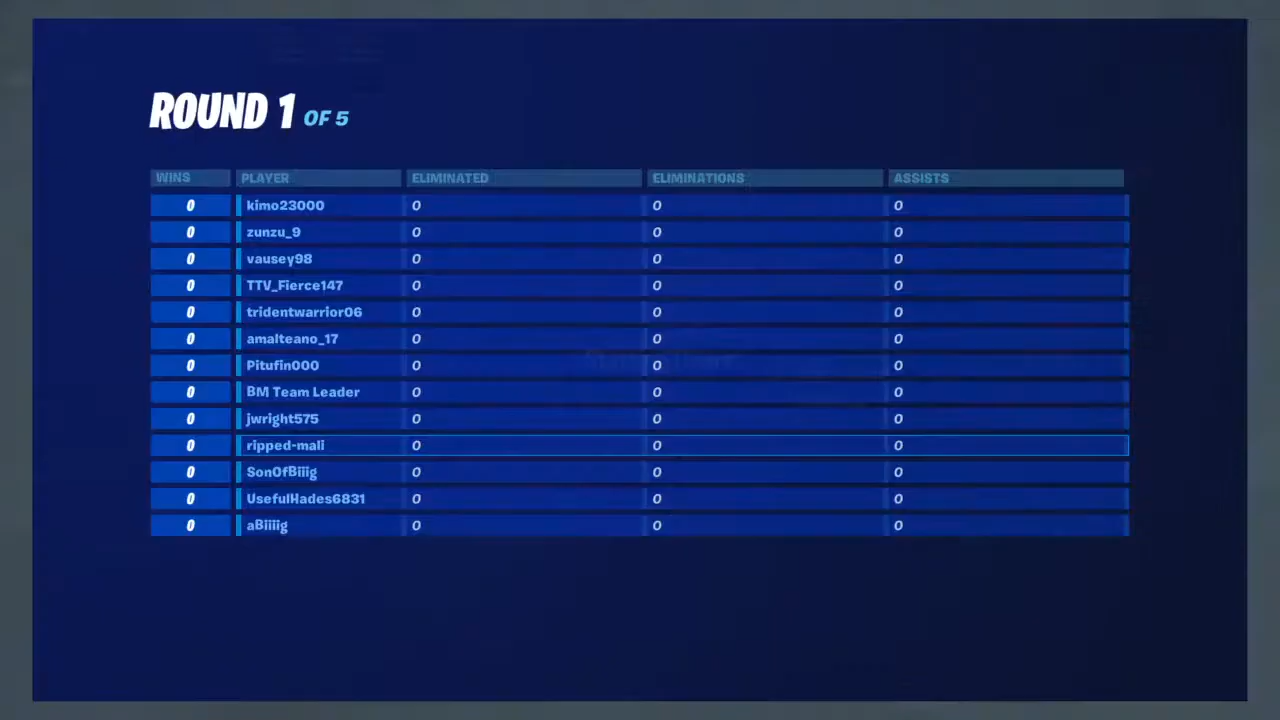 ROUND 1 OF 5
WINS PLAYER ELIMINATED ELIMINATIONS ASSISTS
0 kimo23000 0 0 0
0 zunzu_9 0 0 0
0 vausey98 0 0 0
0 TTV_Fierce147 0 0 0
0 tridentwarrior06 0 0 0
0 amalteano_17 0 0 0
0 Pitufin000 0 0 0
0 BM Team Leader 0 0 0
0 jwright575 0 0 0
0 ripped-mali 0 0 0
0 SonOfBiiig 0 0 0
0 UsefulHades6831 0 0 0
0 aBiiiig 0 0 0